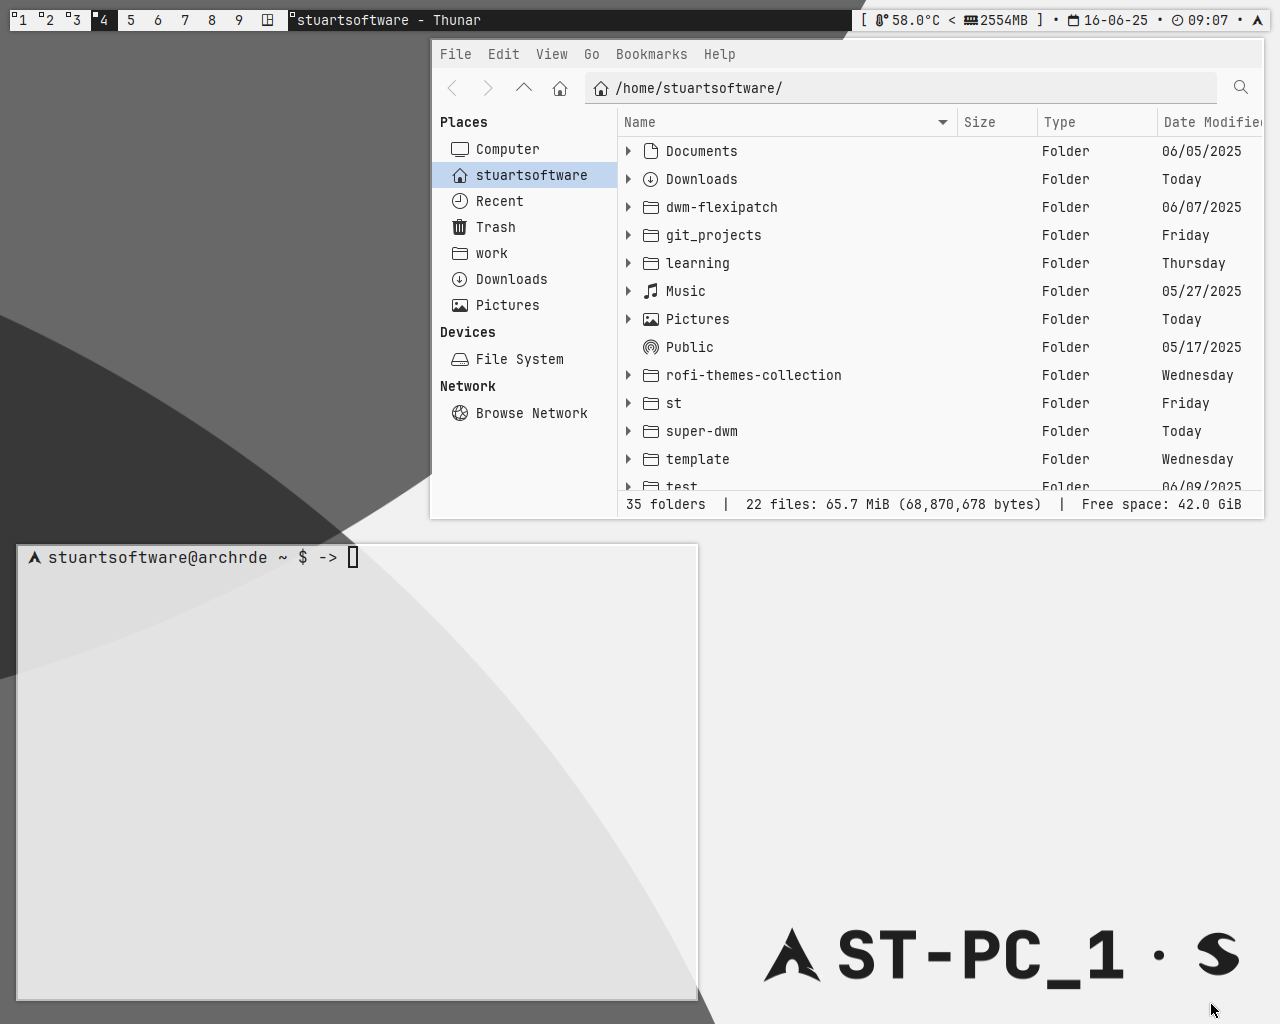 1 2 3 4 5 6 7 8 9 stuartsoftware - Thunar [ 58.0°C < 2554MB ] • 16-06-25 • 09:07 •
File Edit View Go Bookmarks Help
/home/stuartsoftware/
Places
Computer
stuartsoftware
Recent
Trash
work
Downloads
Pictures
Devices
File System
Network
Browse Network
Name Size Type Date Modified
Documents Folder 06/05/2025
Downloads Folder Today
dwm-flexipatch Folder 06/07/2025
git_projects Folder Friday
learning Folder Thursday
Music Folder 05/27/2025
Pictures Folder Today
Public Folder 05/17/2025
rofi-themes-collection Folder Wednesday
st Folder Friday
super-dwm Folder Today
template Folder Wednesday
test Folder 06/09/2025
35 folders | 22 files: 65.7 MiB (68,870,678 bytes) | Free space: 42.0 GiB
stuartsoftware@archrde ~ $ ->
ST-PC_1 •